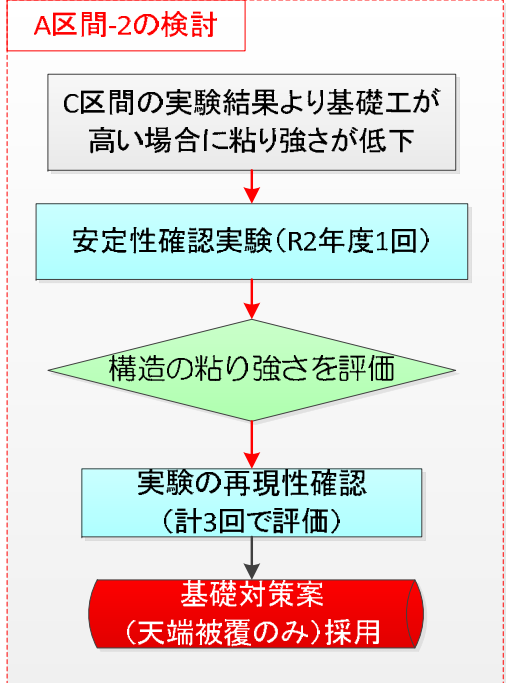 A区間-2の検討
C区間の実験結果より基礎工が
高い場合に粘り強さが低下
安定性確認実験（R2年度1回）
構造の粘り強さを評価
実験の再現性確認
（計3回で評価）
基礎対策案
（天端被覆のみ）採用